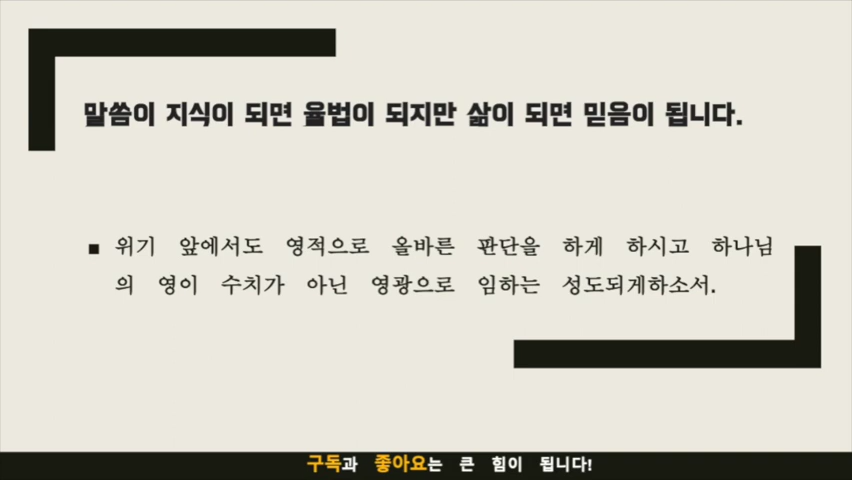 말씀이 지식이 되면 율법이 되지만 삶이 되면 믿음이 됩니다.
■ 위기 앞에서도 영적으로 올바른 판단을 하게 하시고 하나님
의 영이 수치가 아닌 영광으로 임하는 성도되게하소서.
구독과 좋아요는 큰 힘이 됩니다!